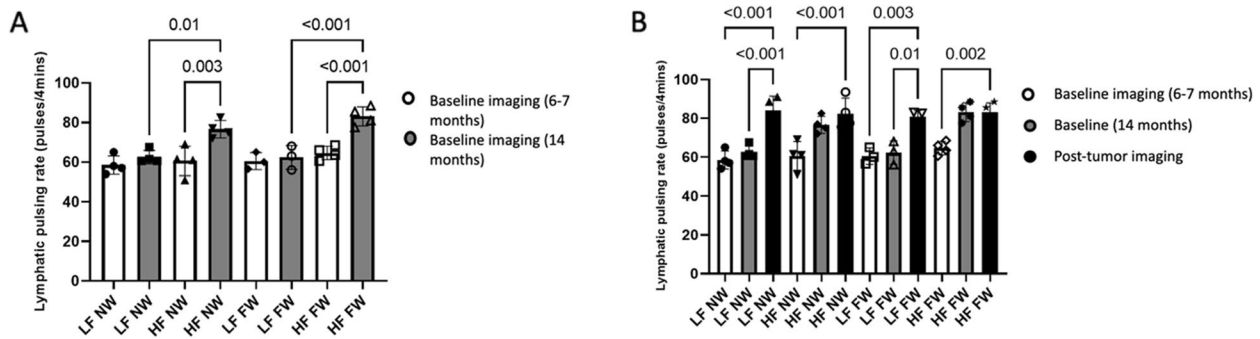 A
0.01
<0.001
0.003
<0.001
Lymphatic pulsing rate (pulses/4mins)
100
80
60
40
20
0
LF NW
LF NW
HF NW
HF NW
LF FW
LF FW
HF FW
HF FW
Baseline imaging (6-7
months)
Baseline imaging (14
months)
B
<0.001
<0.001
0.003
<0.001
0.01
0.002
Lymphatic pulsing rate (pulses/4mins)
100
80
60
40
20
0
LF NW
LF NW
LF NW
HF NW
HF NW
HF NW
LF FW
LF FW
LF FW
HF FW
HF FW
HF FW
Baseline imaging (6-7 months)
Baseline (14 months)
Post-tumor imaging